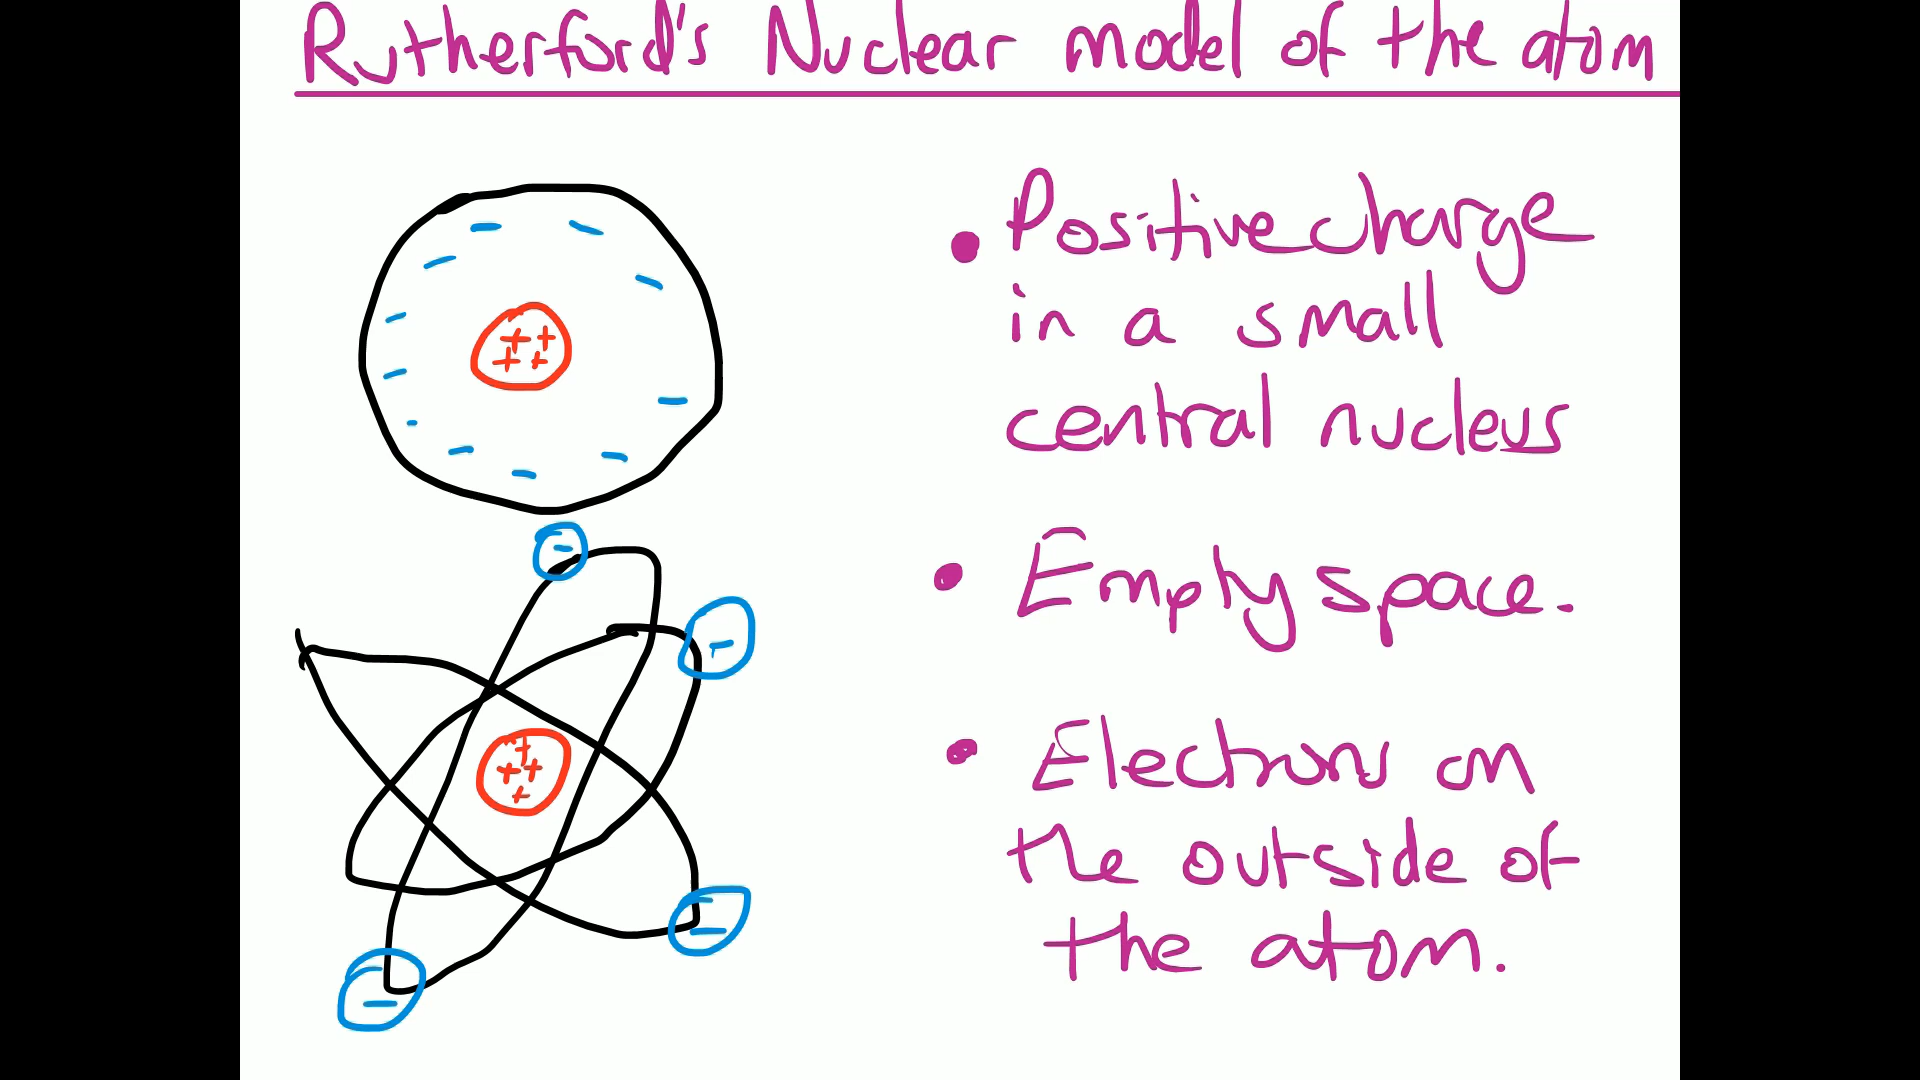 Rutherford's Nuclear model of the atom
• Positive charge
in a small
central nucleus
• Empty space.
• Electrons on
the outside of
the atom.